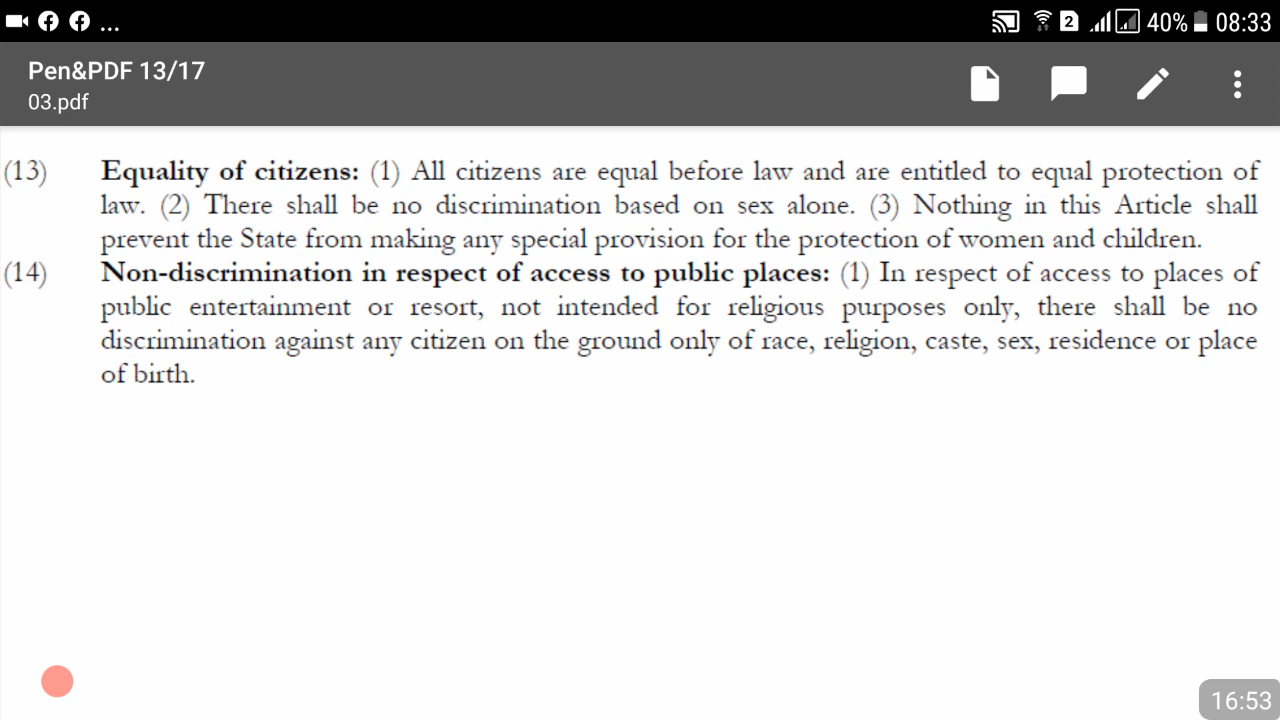 ... 2 40% 08:33
Pen&PDF 13/17
03.pdf
(13) Equality of citizens: (1) All citizens are equal before law and are entitled to equal protection of
law. (2) There shall be no discrimination based on sex alone. (3) Nothing in this Article shall
prevent the State from making any special provision for the protection of women and children.
(14) Non-discrimination in respect of access to public places: (1) In respect of access to places of
public entertainment or resort, not intended for religious purposes only, there shall be no
discrimination against any citizen on the ground only of race, religion, caste, sex, residence or place
of birth.
16:53